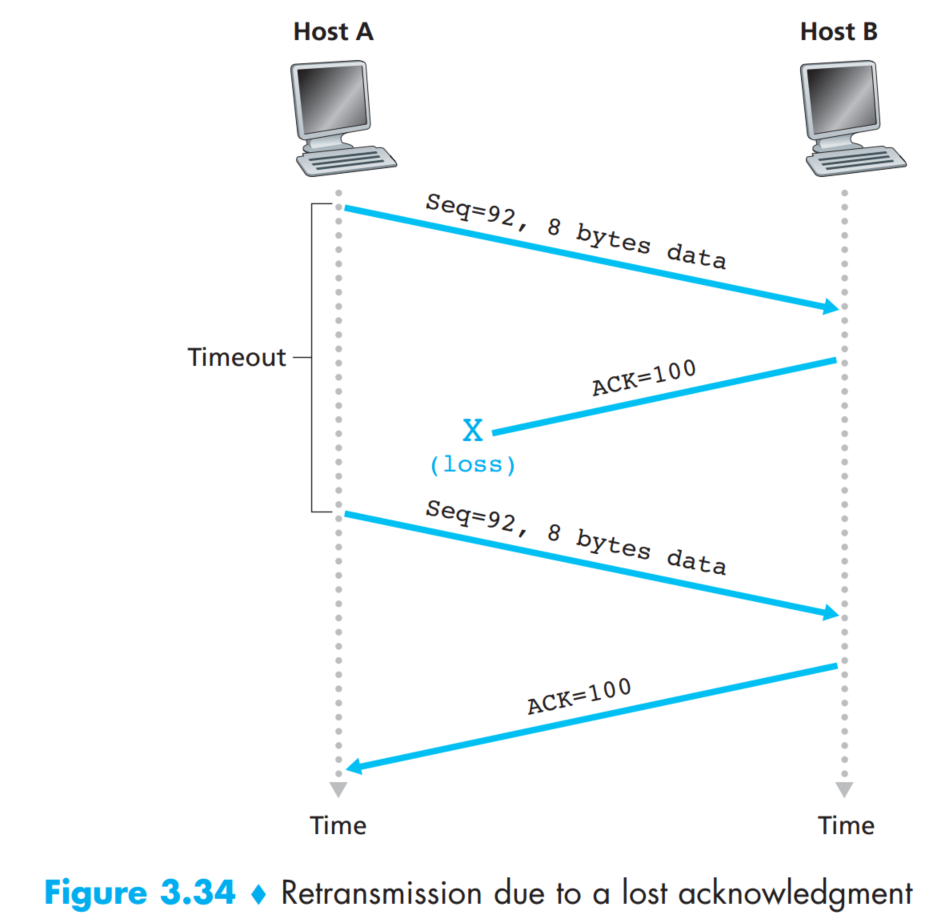 Host A
Host B
Seq=92, 8 bytes data
Timeout
ACK=100
X
(loss)
Seq=92, 8 bytes data
ACK=100
Time
Time
Figure 3.34 ♦ Retransmission due to a lost acknowledgment